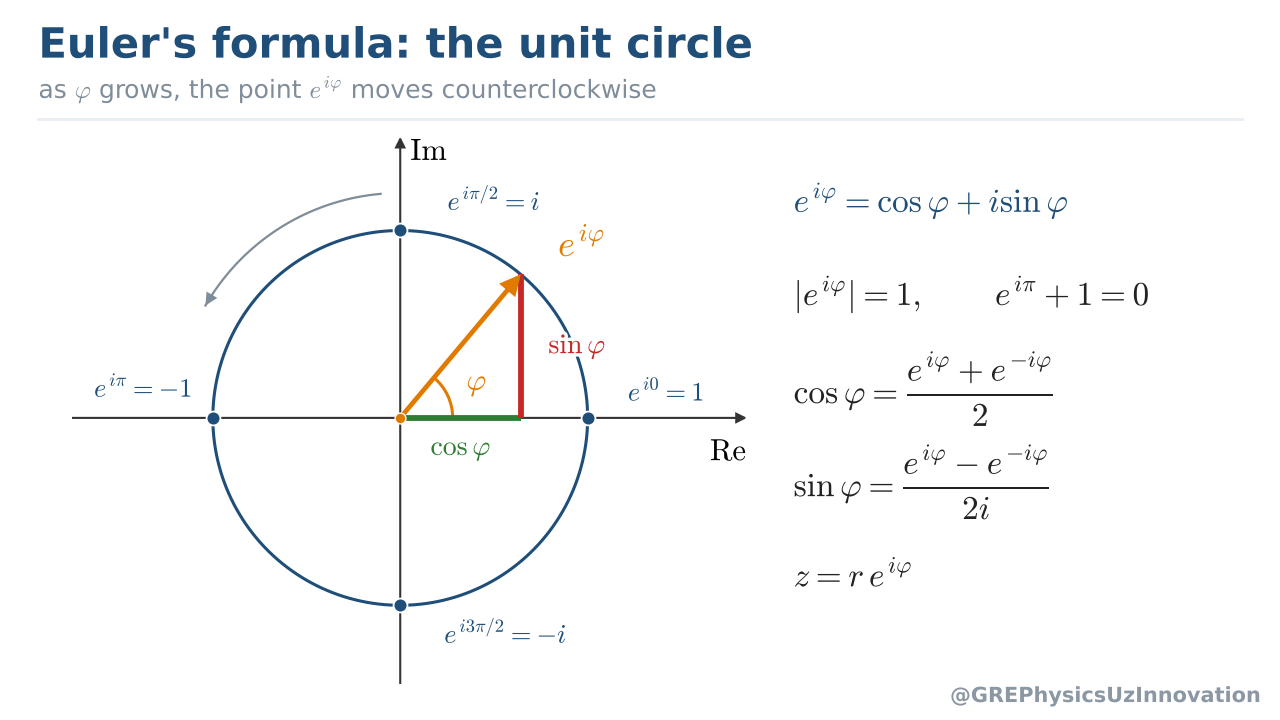 Euler's formula: the unit circle
as φ grows, the point e^{iφ} moves counterclockwise
Im
e^{iπ/2} = i
e^{iφ}
sin φ
φ
e^{iπ} = −1
e^{i0} = 1
cos φ
Re
e^{i3π/2} = −i
e^{iφ} = cos φ + i sin φ
|e^{iφ}| = 1, e^{iπ} + 1 = 0
cos φ = \frac{e^{iφ} + e^{−iφ}}{2}
sin φ = \frac{e^{iφ} − e^{−iφ}}{2i}
z = r e^{iφ}
@GREPhysicsUzInnovation